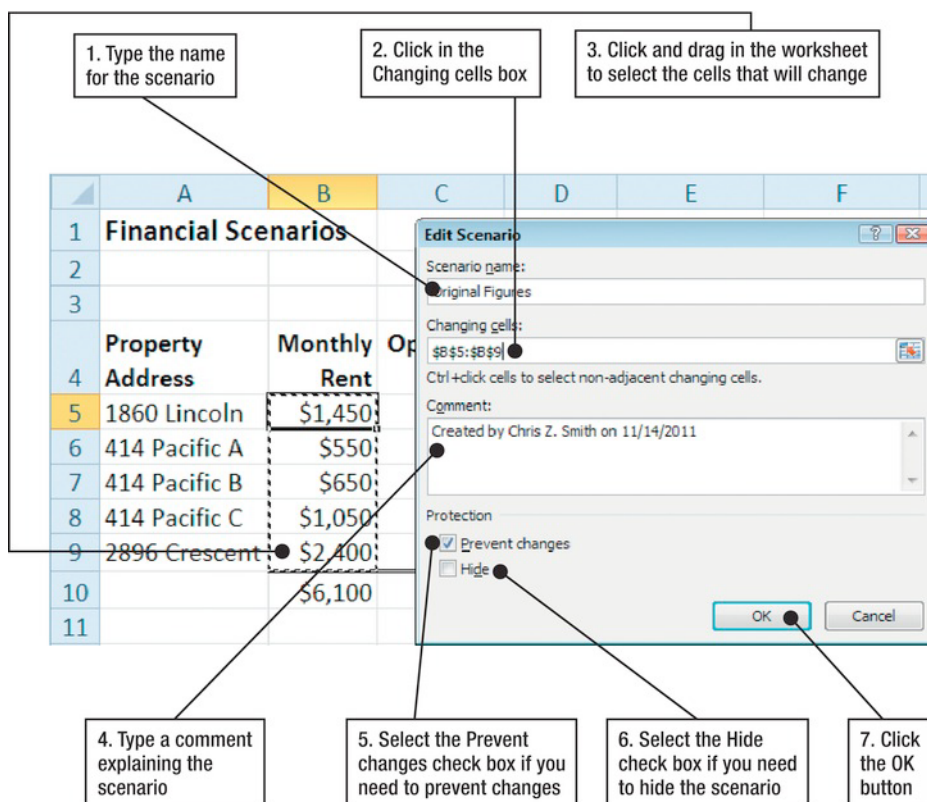 1. Type the name
for the scenario
2. Click in the
Changing cells box
3. Click and drag in the worksheet
to select the cells that will change
A B C D E F
1 Financial Scenarios
2
3
Property Monthly Op
4 Address Rent
5 1860 Lincoln $1,450
6 414 Pacific A $550
7 414 Pacific B $650
8 414 Pacific C $1,050
9 2896 Crescent $2,400
10 $6,100
11
Edit Scenario
Scenario name:
Original Figures
Changing cells:
$B$5:$B$9
Ctrl+click cells to select non-adjacent changing cells.
Comment:
Created by Chris Z. Smith on 11/14/2011
Protection
Prevent changes
Hide
OK Cancel
4. Type a comment
explaining the
scenario
5. Select the Prevent
changes check box if you
need to prevent changes
6. Select the Hide
check box if you need
to hide the scenario
7. Click
the OK
button